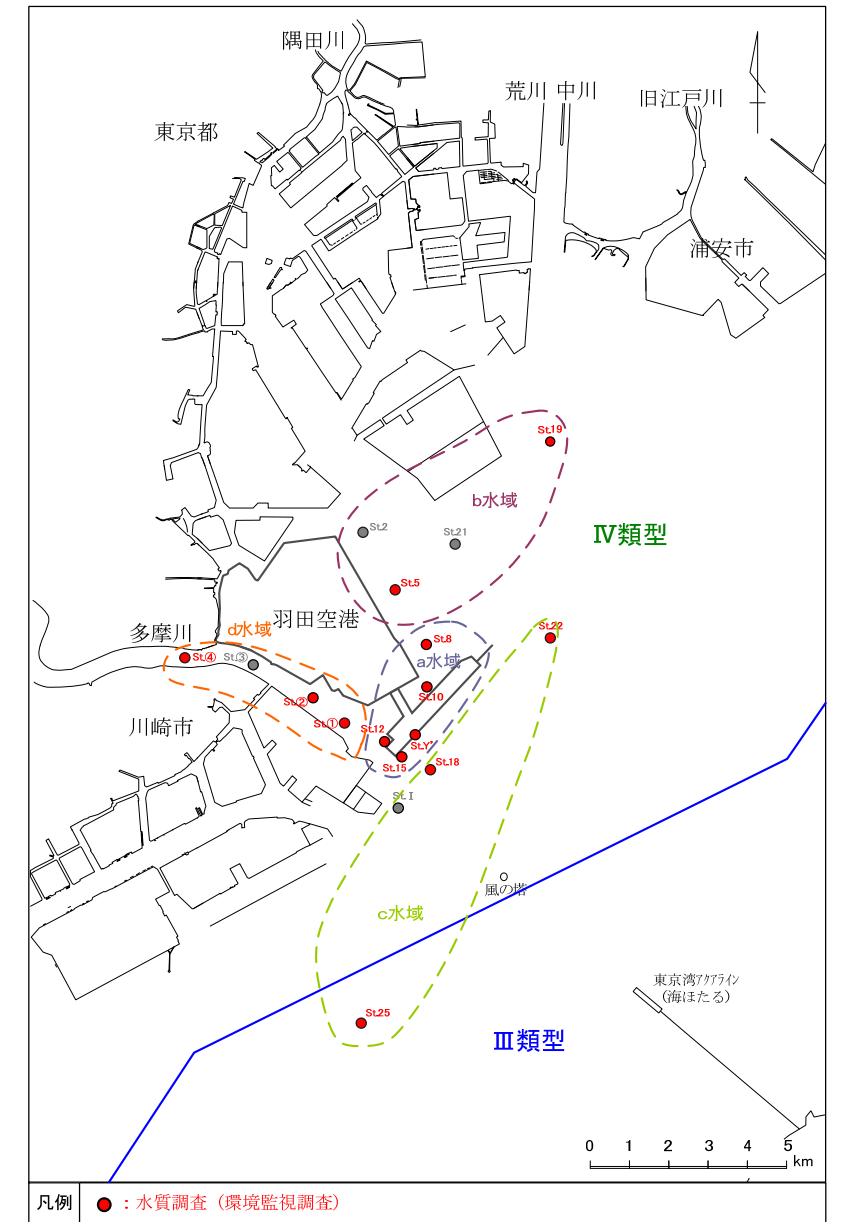 隅田川
荒川 中川
旧江戸川
東京都
浦安市
St.19
b水域
St.2
St.21
Ⅳ類型
St.5
羽田空港
d水域
多摩川
St.22
St.8
St.④
St.③
a水域
St.10
St.②
川崎市
St.①
St.12
St.Y'
St.15
St.18
St.I
風の塔
c水域
東京湾アクアライン
(海ほたる)
St.25
Ⅲ類型
0 1 2 3 4 5
km
凡例
：水質調査（環境監視調査）